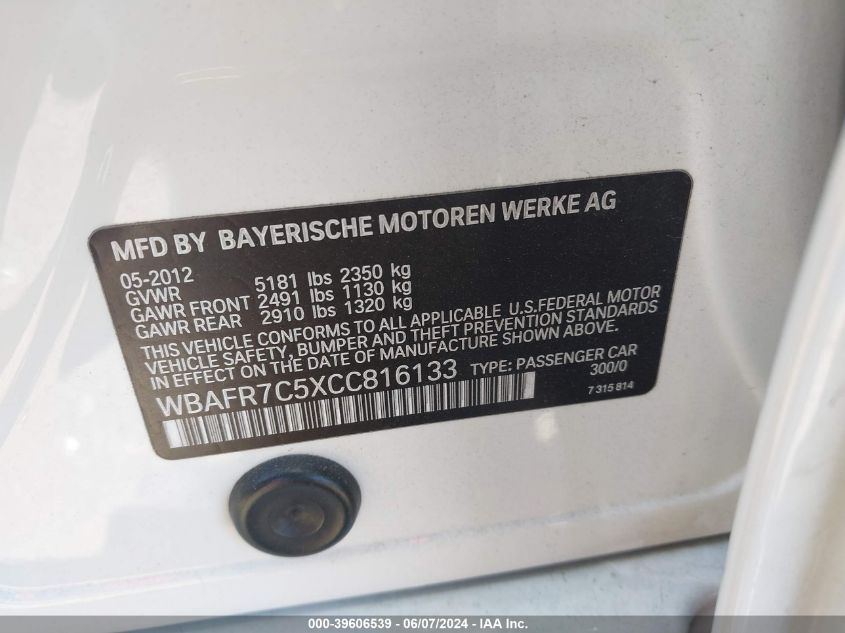 MFD BY BAYERISCHE MOTOREN WERKE AG
05-2012
GVWR 5181 lbs 2350 kg
GAWR FRONT 2491 lbs 1130 kg
GAWR REAR 2910 lbs 1320 kg
THIS VEHICLE CONFORMS TO ALL APPLICABLE U.S.FEDERAL MOTOR
VEHICLE SAFETY, BUMPER AND THEFT PREVENTION STANDARDS
IN EFFECT ON THE DATE OF MANUFACTURE SHOWN ABOVE.
WBAFR7C5XCC816133 TYPE: PASSENGER CAR
300/0
7 315 814
000-39606539 - 06/07/2024 - IAA Inc.